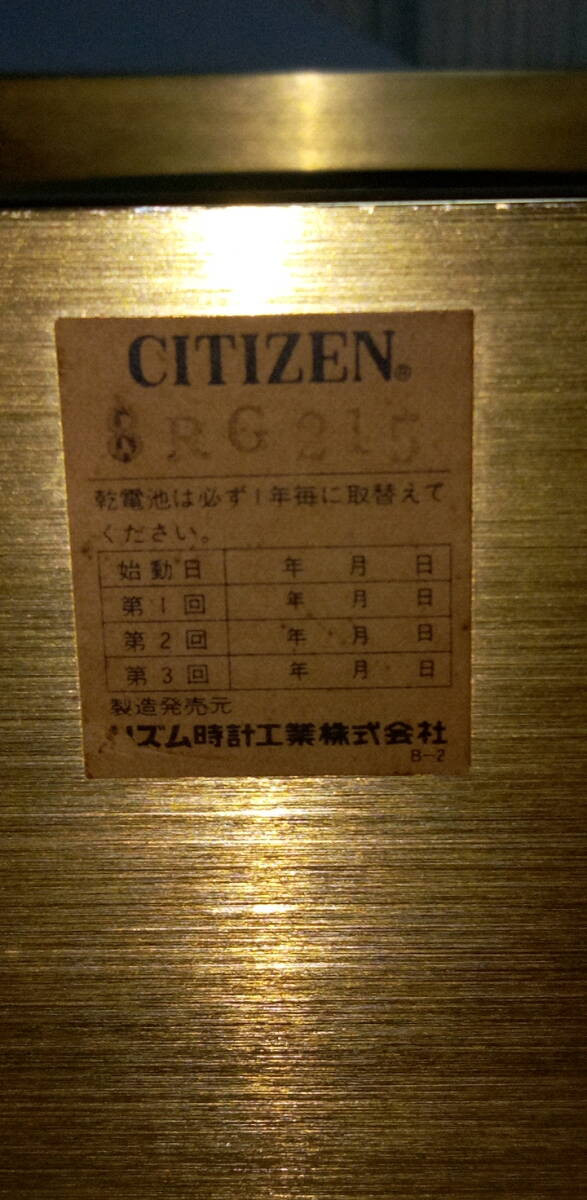 CITIZEN®
8RG215
乾電池は必ず1年毎に取替えて
ください。
始動日 年 月 日
第1回 年 月 日
第2回 年 月 日
第3回 年 月 日
製造発売元
リズム時計工業株式会社
B-2